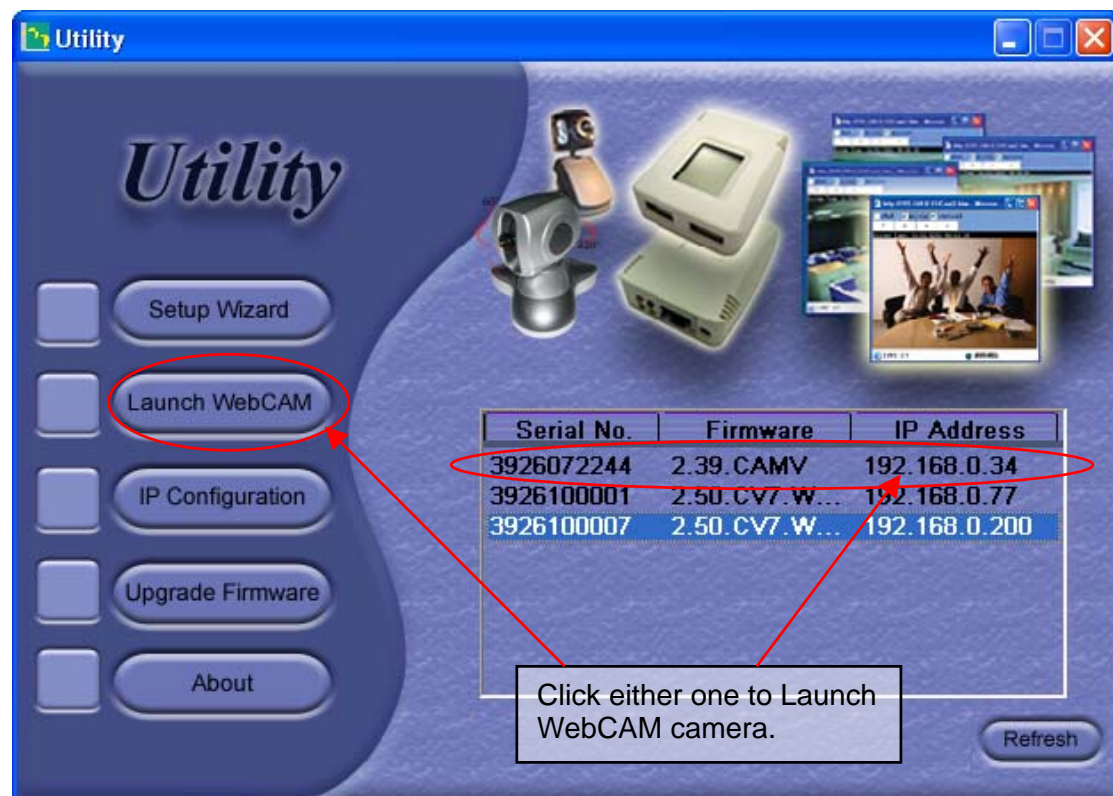 Utility
Utility
Setup Wizard
Launch WebCAM
IP Configuration
Upgrade Firmware
About
Serial No. Firmware IP Address
3926072244 2.39.CAMV 192.168.0.34
3926100001 2.50.CV7.W... 192.168.0.77
3926100007 2.50.CV7.W... 192.168.0.200
Click either one to Launch
WebCAM camera.
Refresh